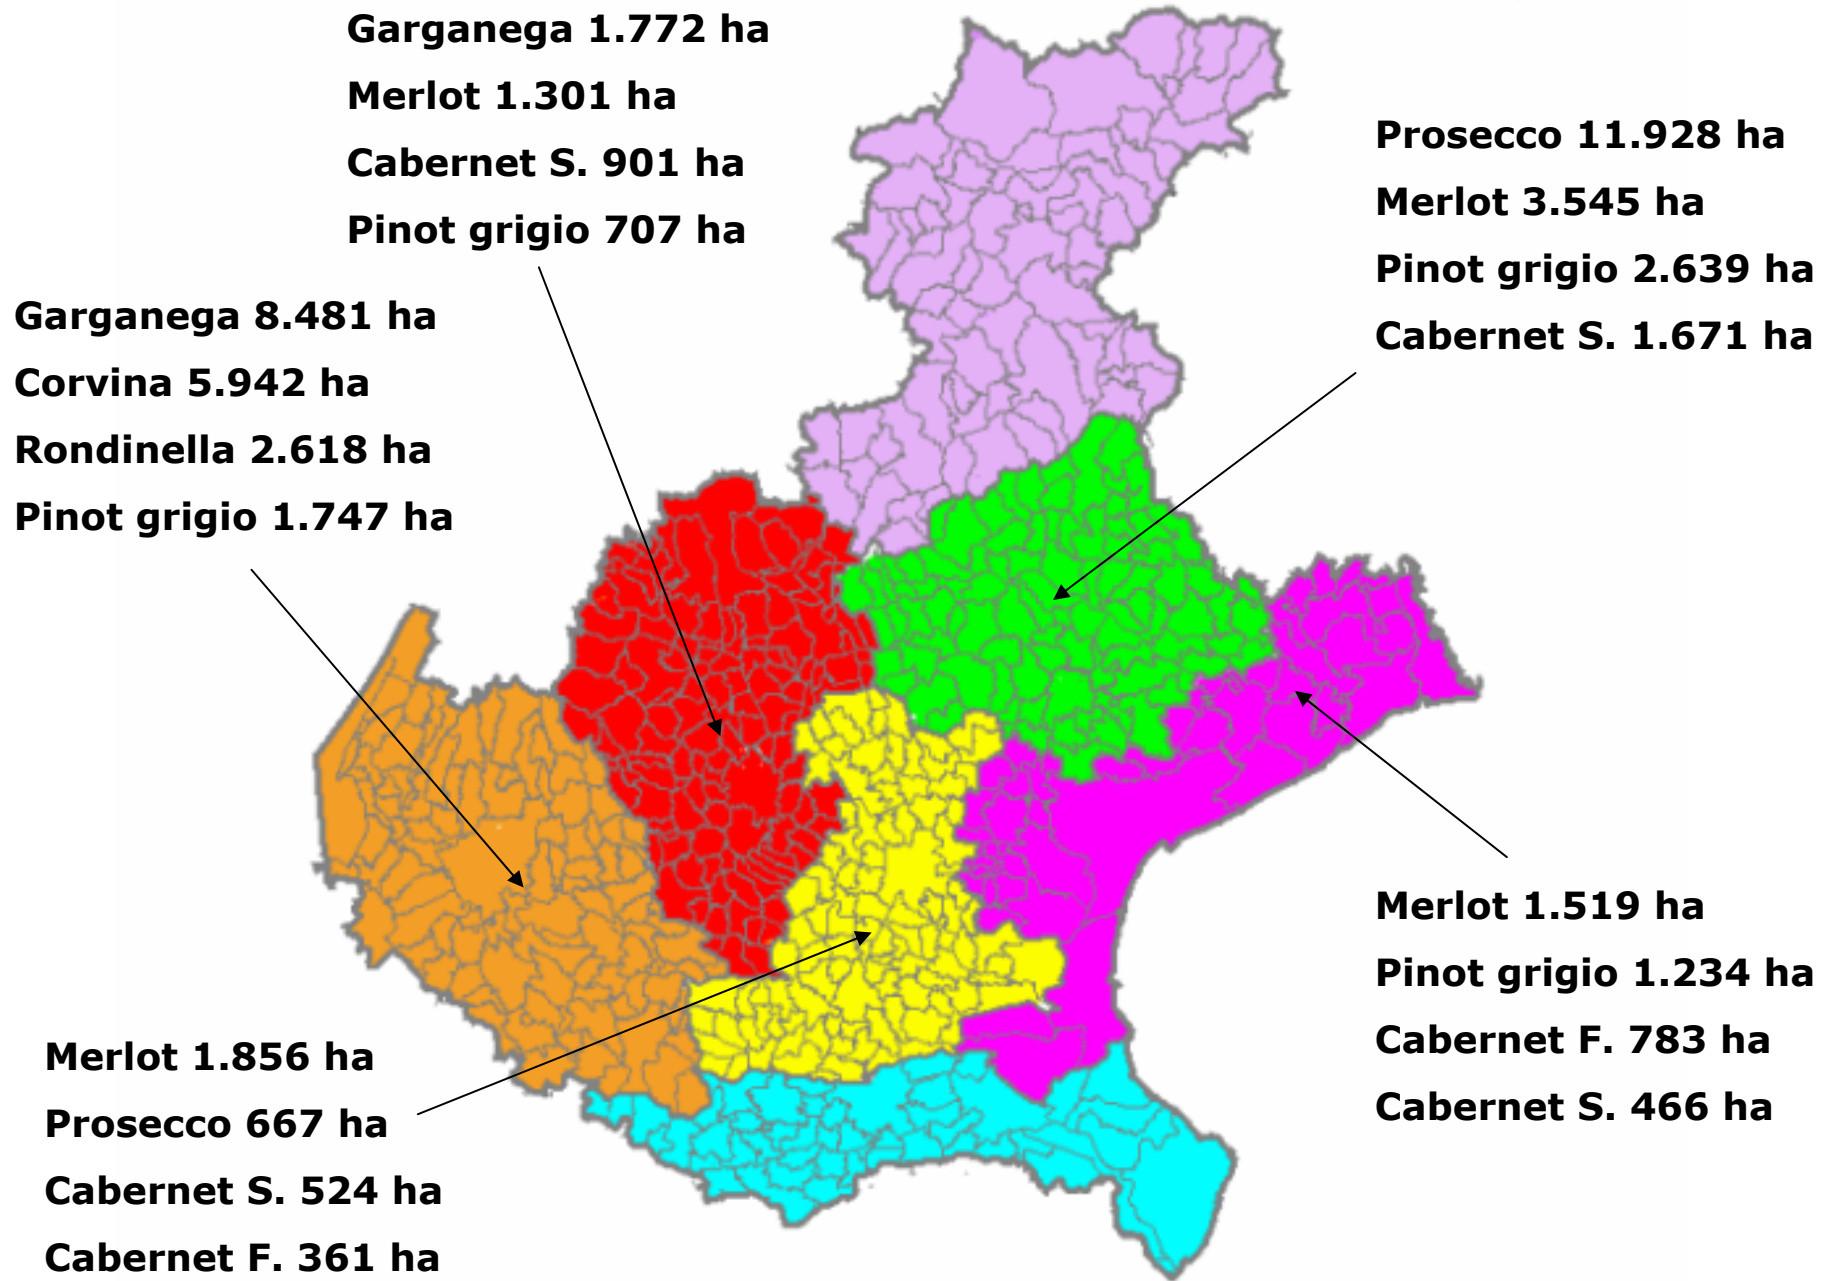 Garganega 1.772 ha
Merlot 1.301 ha
Cabernet S. 901 ha
Pinot grigio 707 ha
Prosecco 11.928 ha
Merlot 3.545 ha
Pinot grigio 2.639 ha
Cabernet S. 1.671 ha
Garganega 8.481 ha
Corvina 5.942 ha
Rondinella 2.618 ha
Pinot grigio 1.747 ha
Merlot 1.519 ha
Pinot grigio 1.234 ha
Cabernet F. 783 ha
Cabernet S. 466 ha
Merlot 1.856 ha
Prosecco 667 ha
Cabernet S. 524 ha
Cabernet F. 361 ha